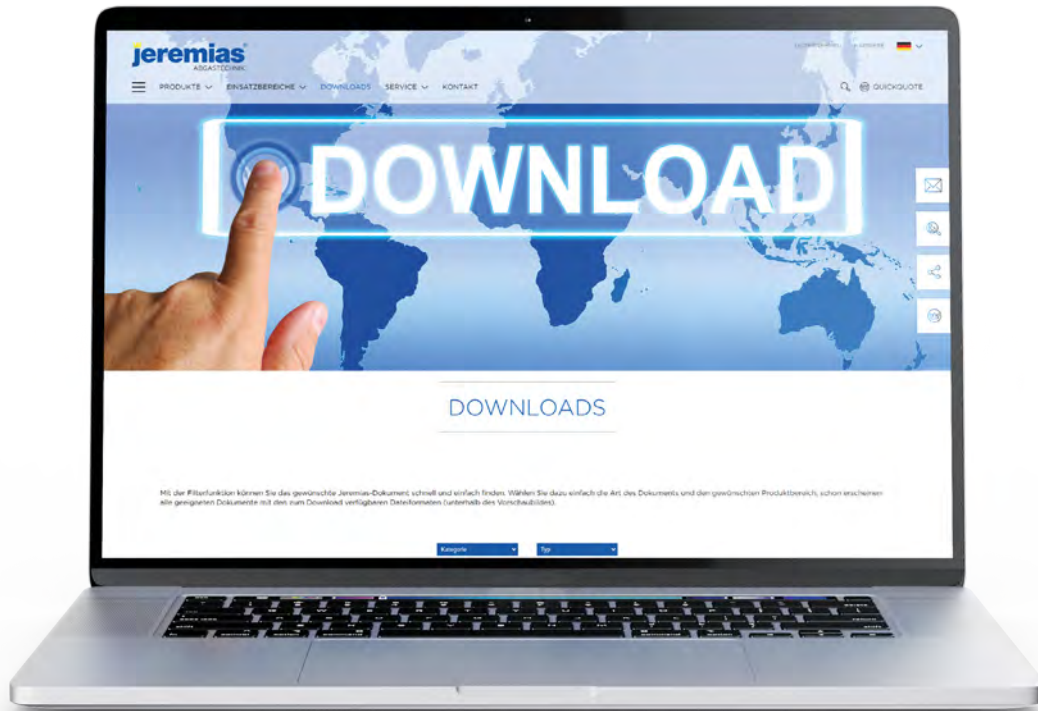 jeremias®
ABGASTECHNIK
PRODUKTE EINSATZBEREICHE DOWNLOADS SERVICE KONTAKT
QUICKQUOTE
DOWNLOAD
DOWNLOADS
Mit der Filterfunktion können Sie das gewünschte Jeremias-Dokument schnell und einfach finden. Wählen Sie dazu einfach die Art des Dokuments und den gewünschten Produktbereich, schon erscheinen
alle geeigneten Dokumente mit den zum Download verfügbaren Dateiformaten (unterhalb des Vorschaubildes).
Kategorie Typ